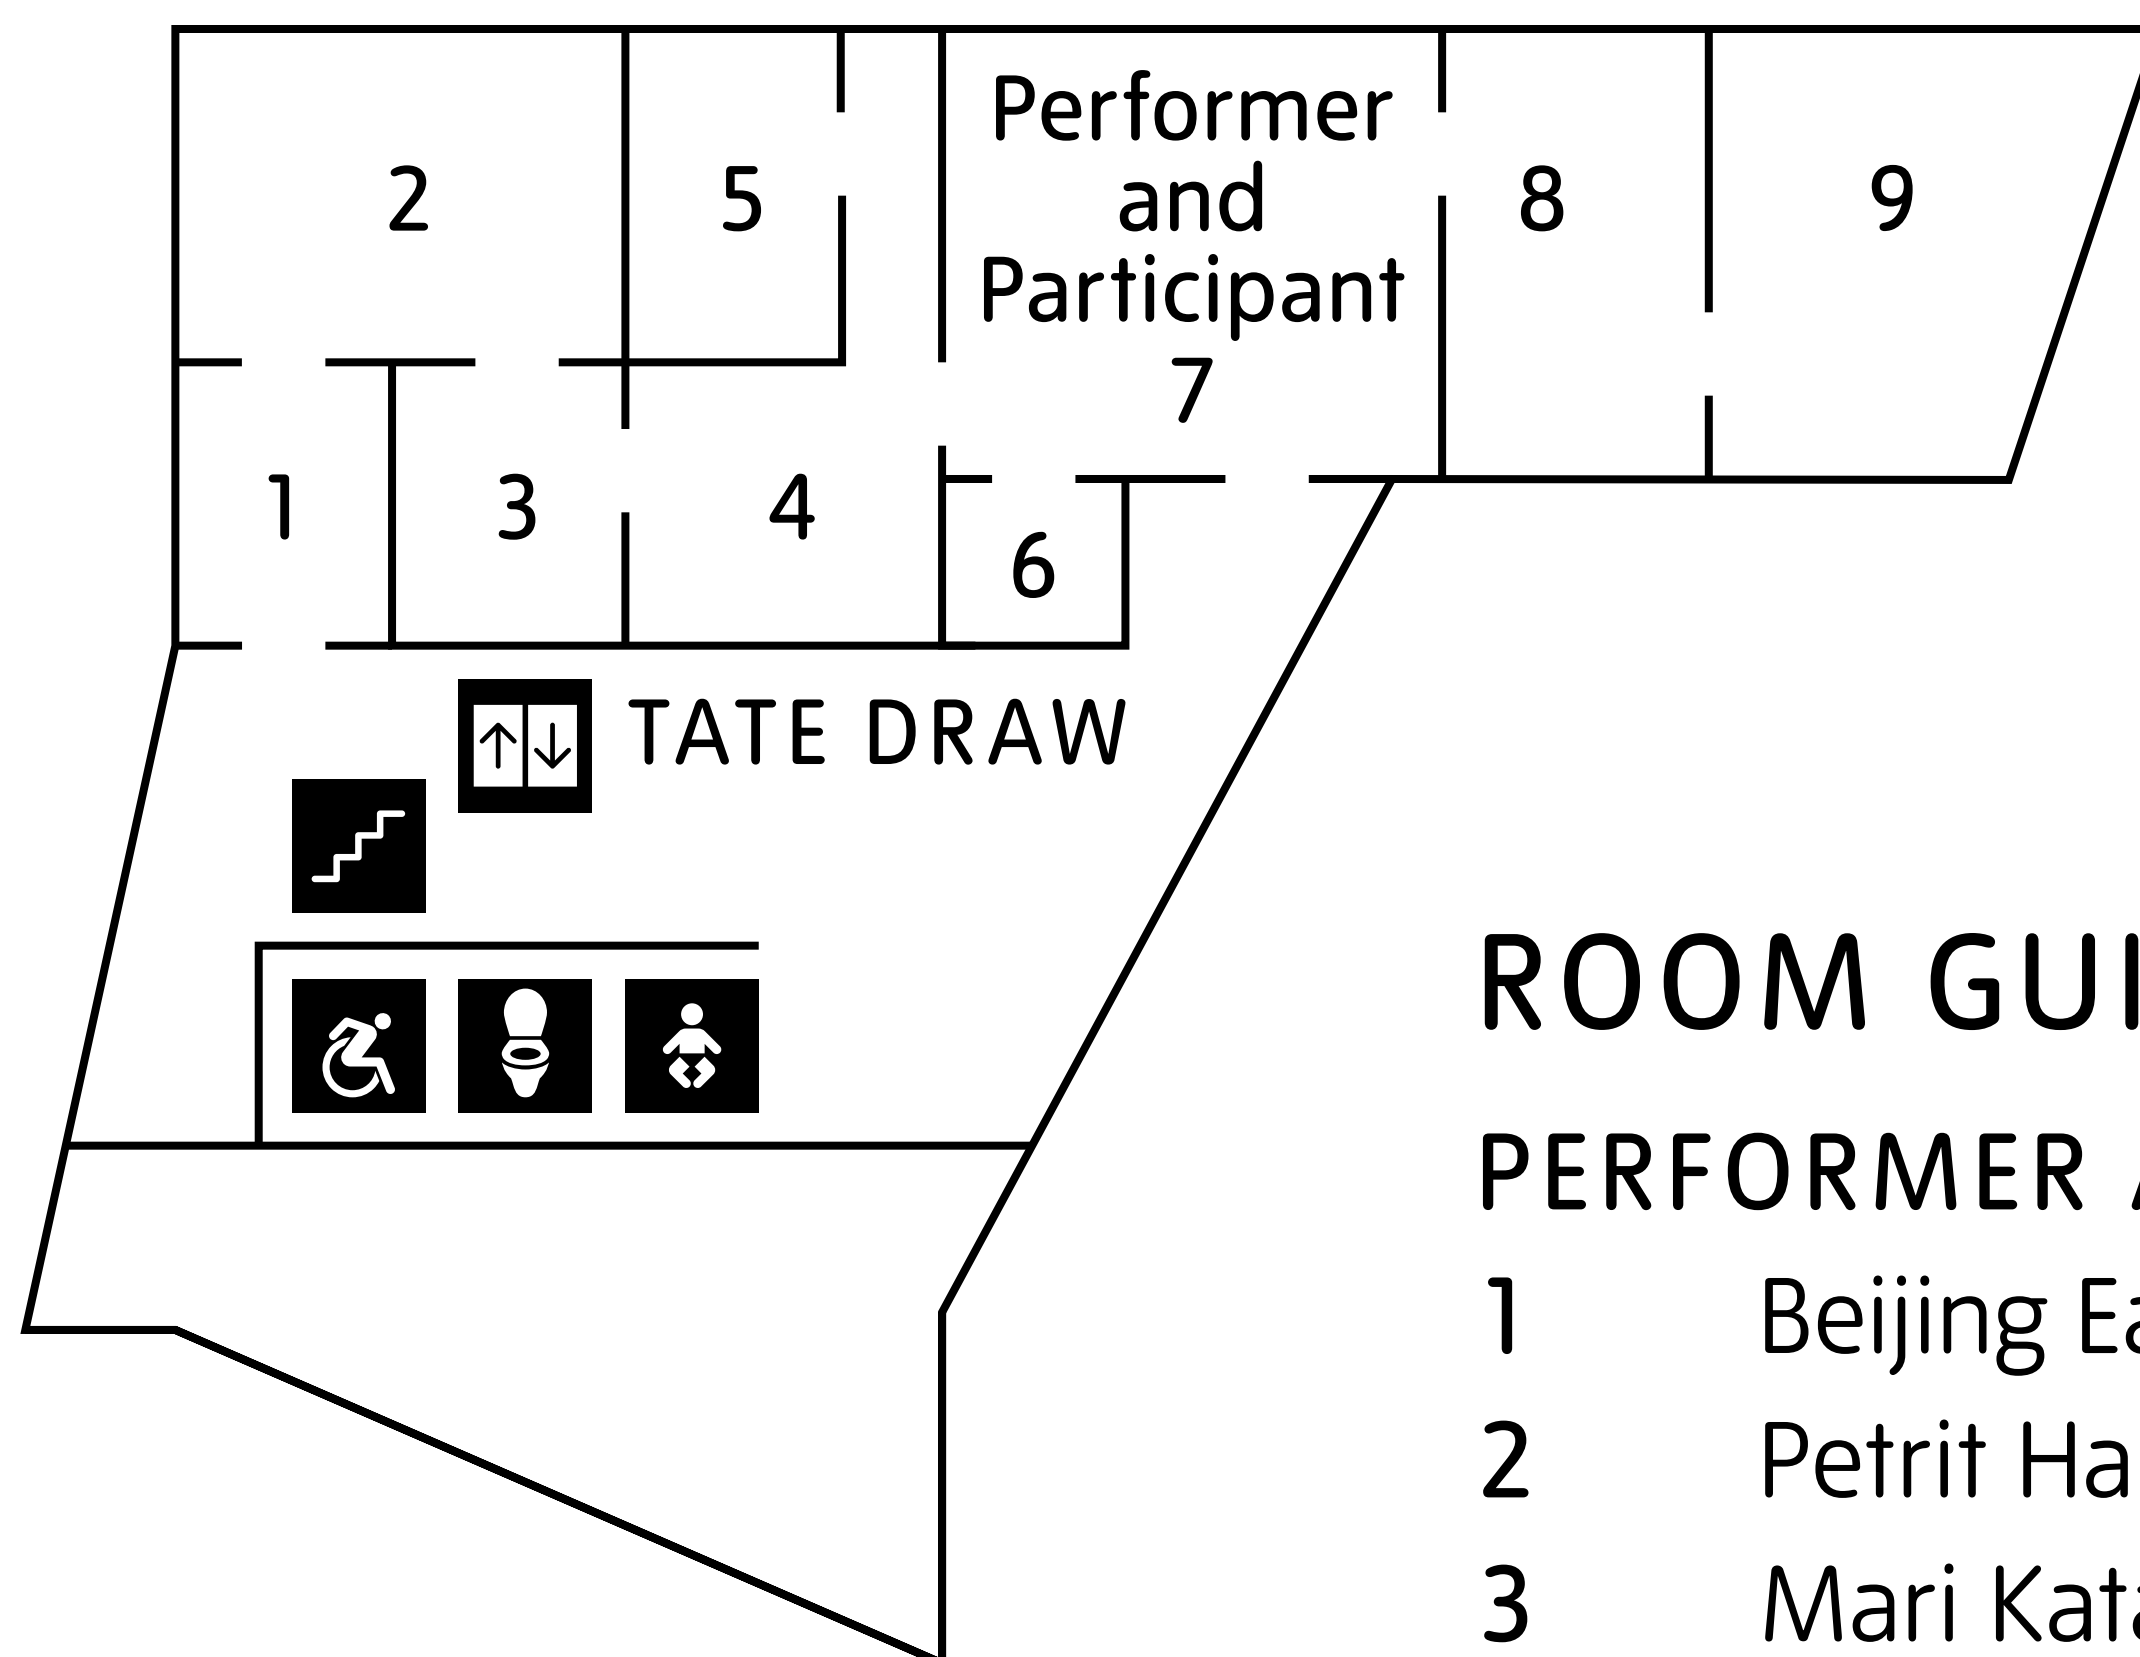 Performer
and
Participant
2
5
7
8
9
1
3
4
6
TATE DRAW
ROOM GUI
PERFORMER
1 Beijing Ea
2 Petrit Ha
3 Mari Kata